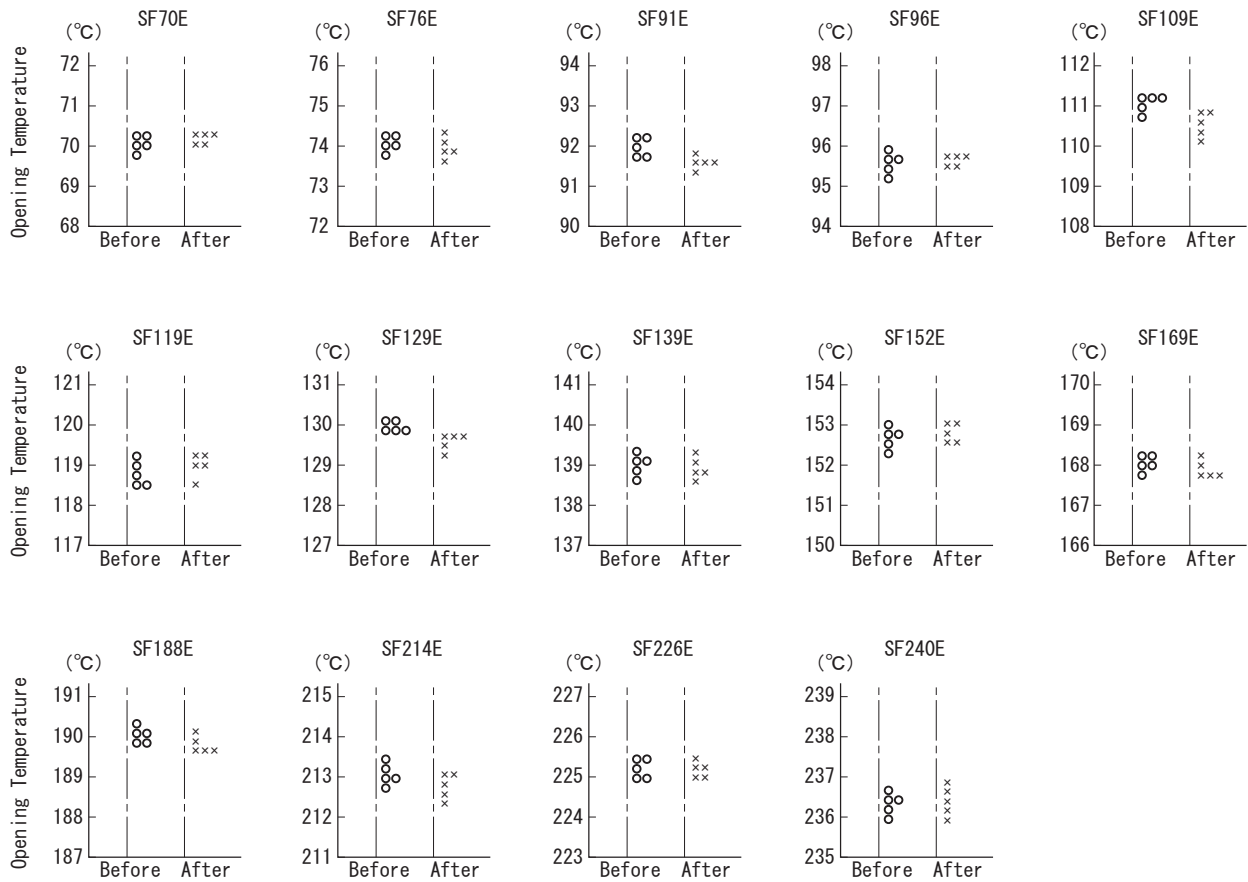 SF70E SF76E SF91E SF96E SF109E
(℃) (℃) (℃) (℃) (℃)
Opening Temperature
72 76 94 98 112
71 75 93 97 111
70 74 92 96 110
69 73 91 95 109
68 72 90 94 108
Before After Before After Before After Before After Before After
SF119E SF129E SF139E SF152E SF169E
(℃) (℃) (℃) (℃) (℃)
Opening Temperature
121 131 141 154 170
120 130 140 153 169
119 129 139 152 168
118 128 138 151 167
117 127 137 150 166
Before After Before After Before After Before After Before After
SF188E SF214E SF226E SF240E
(℃) (℃) (℃) (℃)
Opening Temperature
191 215 227 239
190 214 226 238
189 213 225 237
188 212 224 236
187 211 223 235
Before After Before After Before After Before After